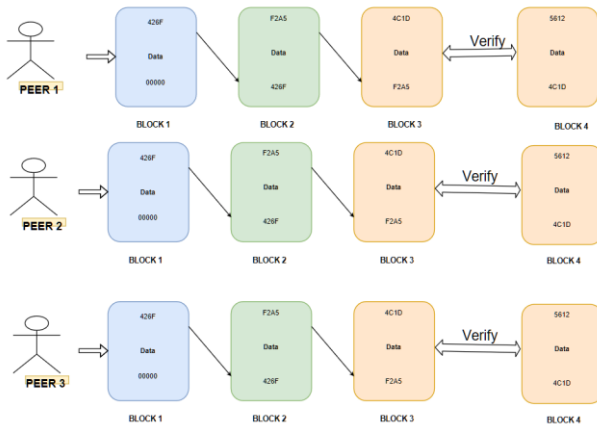 426F
F2A5
4C1D
5612
Verify
Data
Data
Data
Data
00000
426F
F2A5
4C1D
PEER 1
BLOCK 1
BLOCK 2
BLOCK 3
BLOCK 4
426F
F2A5
4C1D
5612
Verify
Data
Data
Data
Data
00000
426F
F2A5
4C1D
PEER 2
BLOCK 1
BLOCK 2
BLOCK 3
BLOCK 4
426F
F2A5
4C1D
5612
Verify
Data
Data
Data
Data
00000
426F
F2A5
4C1D
PEER 3
BLOCK 1
BLOCK 2
BLOCK 3
BLOCK 4